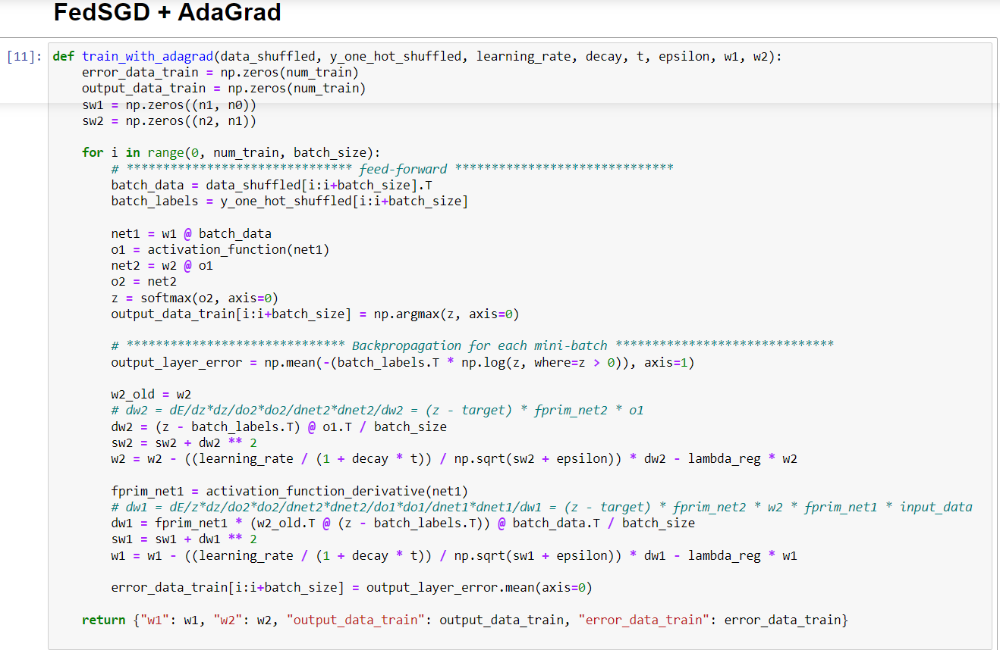 FedSGD + AdaGrad
[11]: def train_with_adagrad(data_shuffled, y_one_hot_shuffled, learning_rate, decay, t, epsilon, w1, w2):
error_data_train = np.zeros(num_train)
output_data_train = np.zeros(num_train)
sw1 = np.zeros((n1, n0))
sw2 = np.zeros((n2, n1))
for i in range(0, num_train, batch_size):
# ******************************* feed-forward ******************************
batch_data = data_shuffled[i:i+batch_size].T
batch_labels = y_one_hot_shuffled[i:i+batch_size]
net1 = w1 @ batch_data
o1 = activation_function(net1)
net2 = w2 @ o1
o2 = net2
z = softmax(o2, axis=0)
output_data_train[i:i+batch_size] = np.argmax(z, axis=0)
# ****************************** Backpropagation for each mini-batch ******************************
output_layer_error = np.mean(-(batch_labels.T * np.log(z, where=z > 0)), axis=1)
w2_old = w2
# dw2 = dE/dz*dz/do2*do2/dnet2*dnet2/dw2 = (z - target) * fprim_net2 * o1
dw2 = (z - batch_labels.T) @ o1.T / batch_size
sw2 = sw2 + dw2 ** 2
w2 = w2 - ((learning_rate / (1 + decay * t)) / np.sqrt(sw2 + epsilon)) * dw2 - lambda_reg * w2
fprim_net1 = activation_function_derivative(net1)
# dw1 = dE/z*dz/do2*do2/dnet2*dnet2/do1*do1/dnet1*dnet1/dw1 = (z - target) * fprim_net2 * w2 * fprim_net1 * input_data
dw1 = fprim_net1 * (w2_old.T @ (z - batch_labels.T)) @ batch_data.T / batch_size
sw1 = sw1 + dw1 ** 2
w1 = w1 - ((learning_rate / (1 + decay * t)) / np.sqrt(sw1 + epsilon)) * dw1 - lambda_reg * w1
error_data_train[i:i+batch_size] = output_layer_error.mean(axis=0)
return {"w1": w1, "w2": w2, "output_data_train": output_data_train, "error_data_train": error_data_train}